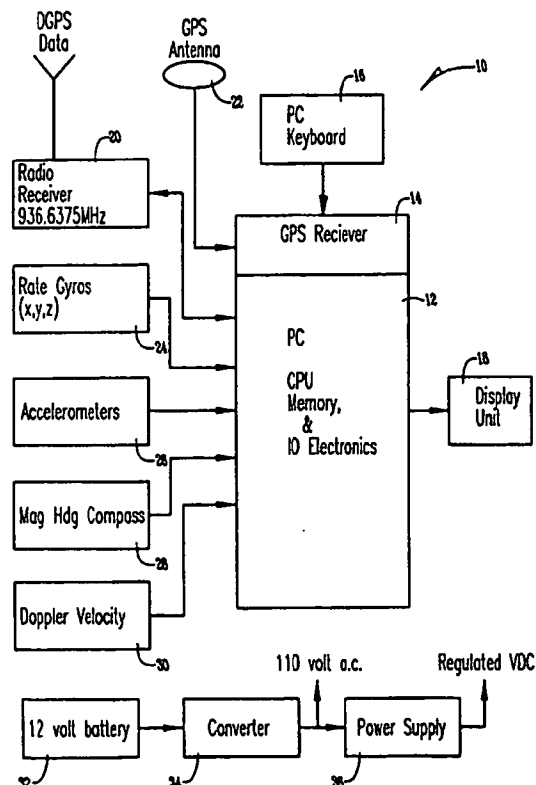 DGPS
Data
GPS
Antenna
22
16
PC
Keyboard
10
20
Radio
Receiver
936,6375MHz
14
GPS Reciever
Rate Gyros
(x,y,z)
24
12
PC
CPU
Memory,
&
IO Electronics
18
Display
Unit
Accelerometers
Mag Hdg Compass
28
Doppler Velocity
30
110 volt a.c.
Regulated VDC
12 volt battery
Converter
Power Supply